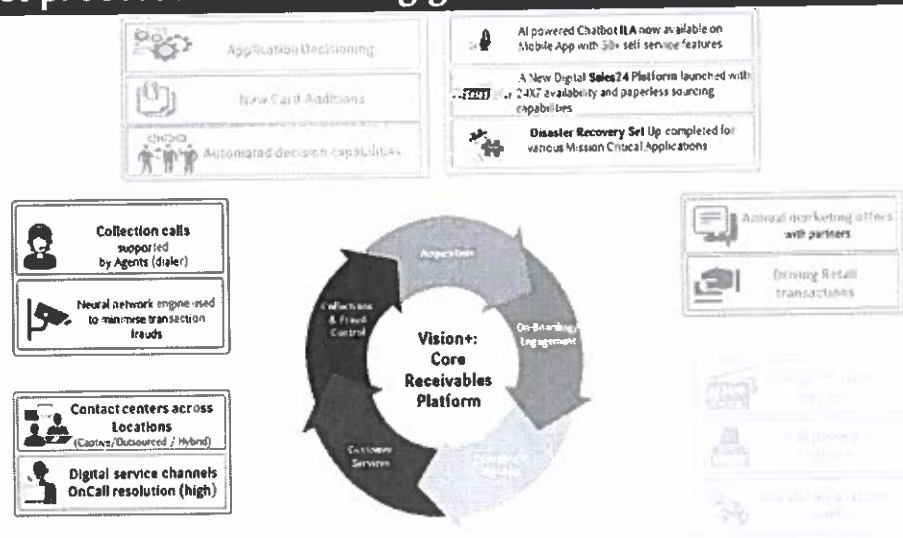 Application Decisioning
New Card Additions
Automated decision capabilities
AI powered Chatbot ILA now available on
Mobile App with 50+ self service features
A New Digital Sales24 Platform launched with
24X7 availability and paperless sourcing
capabilities
Disaster Recovery Set Up completed for
various Mission Critical Applications
Collection calls
supported
by Agents (dialer)
Neural network engine used
to minimise transaction
frauds
Contact centers across
Locations
(Captive/Outsourced / Hybrid)
Digital service channels
OnCall resolution (high)
Acquisition
On-Boarding/
Engagement
Customer
Services
Collections
& Fraud
Control
Vision+:
Core
Receivables
Platform
Annual marketing offers
with partners
Driving Retail
transactions